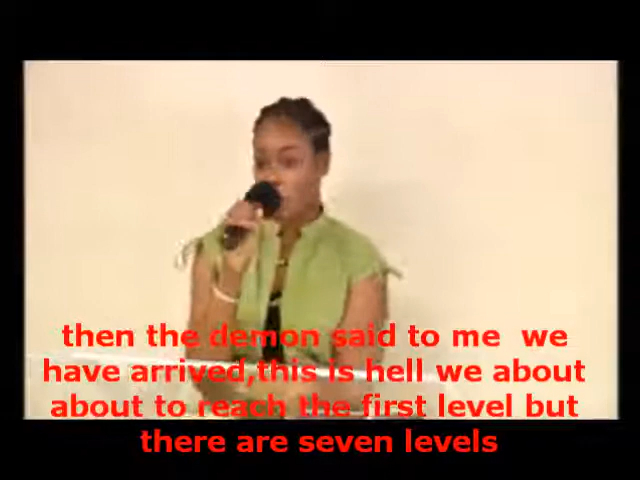 then the demon said to me  we
have arrived,this is hell we about
about to reach the first level but
there are seven levels